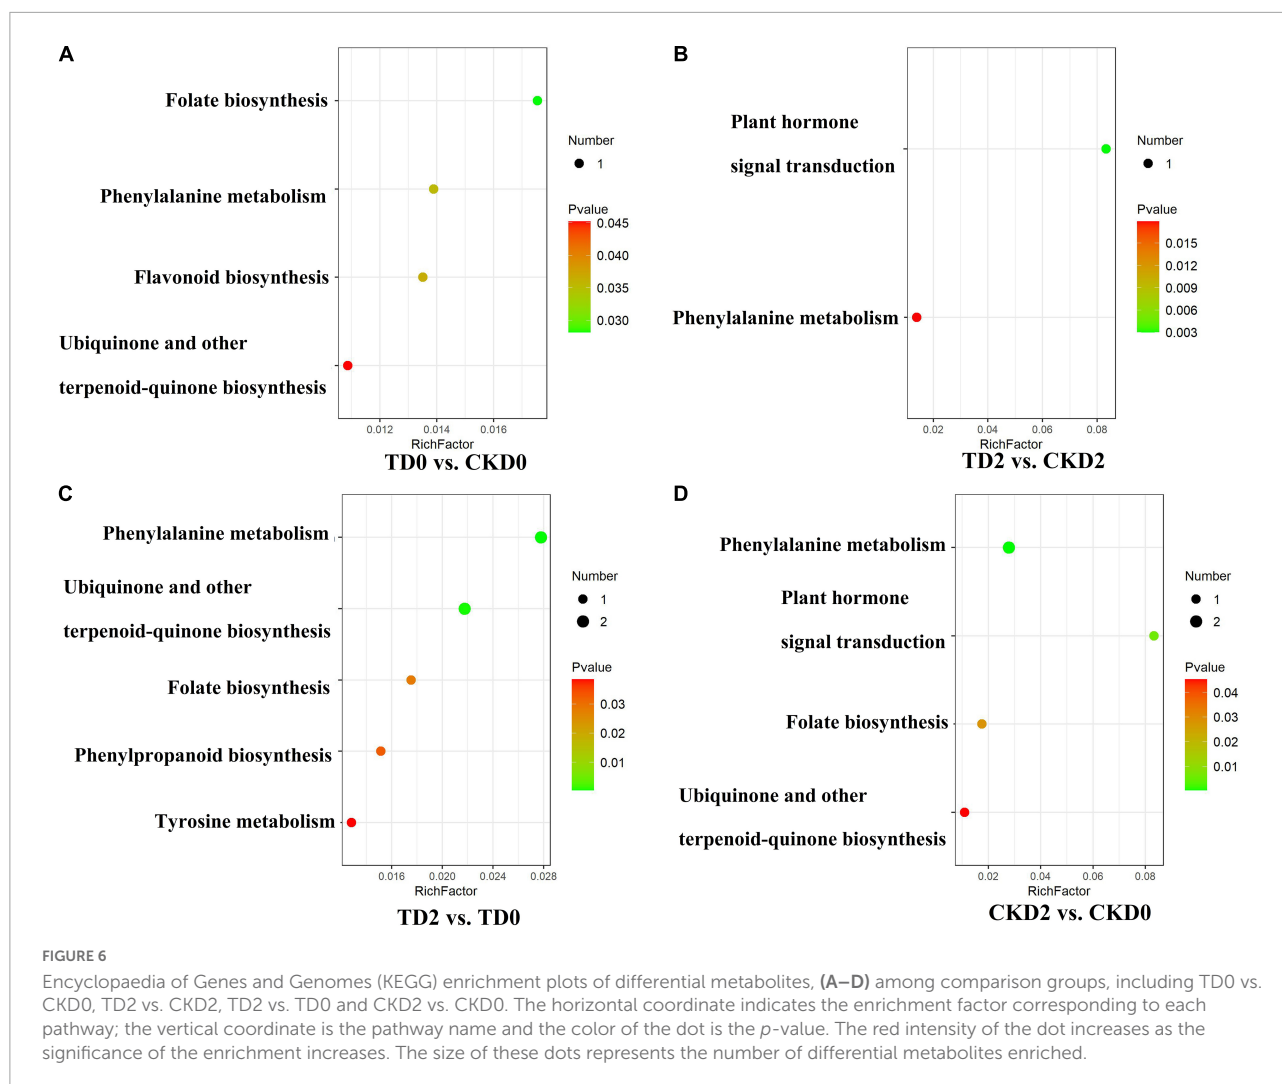 A
Folate biosynthesis
Phenylalanine metabolism
Flavonoid biosynthesis
Ubiquinone and other
terpenoid-quinone biosynthesis
0.012 0.014 0.016
RichFactor
TD0 vs. CKD0
Number
1
Pvalue
0.045
0.040
0.035
0.030
B
Plant hormone
signal transduction
Phenylalanine metabolism
0.02 0.04 0.06 0.08
RichFactor
TD2 vs. CKD2
Number
1
Pvalue
0.015
0.012
0.009
0.006
0.003
C
Phenylalanine metabolism
Ubiquinone and other
terpenoid-quinone biosynthesis
Folate biosynthesis
Phenylpropanoid biosynthesis
Tyrosine metabolism
0.016 0.020 0.024 0.028
RichFactor
TD2 vs. TD0
Number
1
2
Pvalue
0.03
0.02
0.01
D
Phenylalanine metabolism
Plant hormone
signal transduction
Folate biosynthesis
Ubiquinone and other
terpenoid-quinone biosynthesis
0.02 0.04 0.06 0.08
RichFactor
CKD2 vs. CKD0
Number
1
2
Pvalue
0.04
0.03
0.02
0.01
FIGURE 6
Encyclopaedia of Genes and Genomes (KEGG) enrichment plots of differential metabolites, (A–D) among comparison groups, including TD0 vs.
CKD0, TD2 vs. CKD2, TD2 vs. TD0 and CKD2 vs. CKD0. The horizontal coordinate indicates the enrichment factor corresponding to each
pathway; the vertical coordinate is the pathway name and the color of the dot is the p-value. The red intensity of the dot increases as the
significance of the enrichment increases. The size of these dots represents the number of differential metabolites enriched.